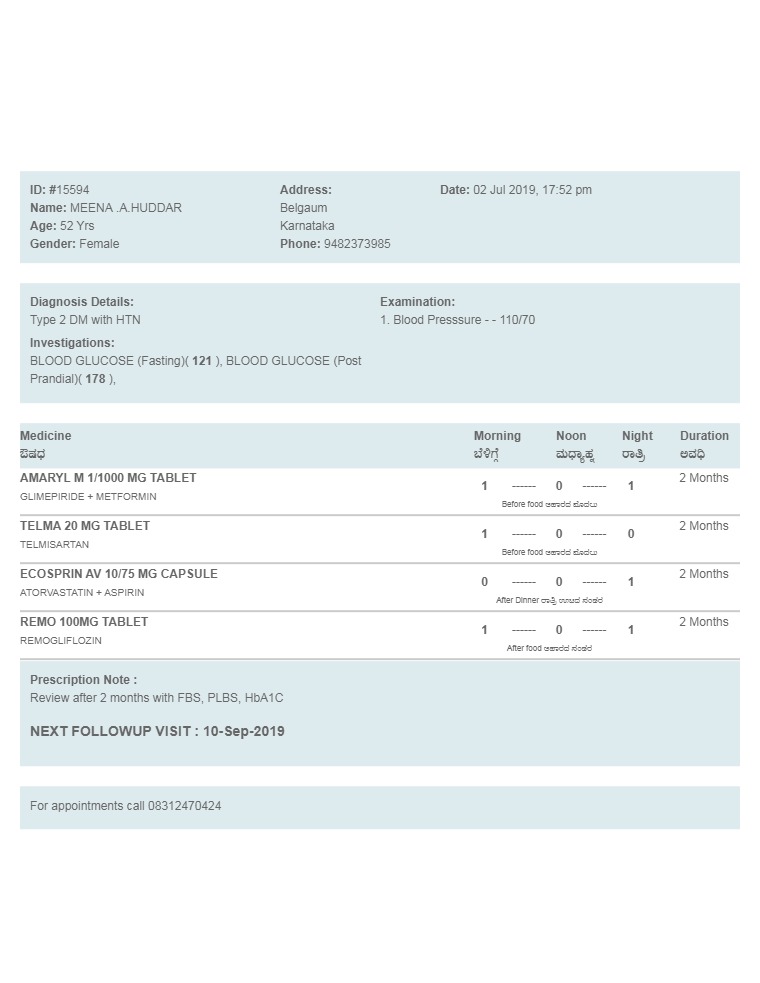 ID: #15594
Name: MEENA .A.HUDDAR
Age: 52 Yrs
Gender: Female
Address:
Belgaum
Karnataka
Phone: 9482373985
Date: 02 Jul 2019, 17:52 pm
Diagnosis Details:
Type 2 DM with HTN
Investigations:
BLOOD GLUCOSE (Fasting)( 121 ), BLOOD GLUCOSE (Post
Prandial)( 178 ),
Examination:
1. Blood Presssure - - 110/70
Medicine Morning Noon Night Duration
ಔಷಧ ಬೆಳಿಗ್ಗೆ ಮಧ್ಯಾಹ್ನ ರಾತ್ರಿ ಅವಧಿ
AMARYL M 1/1000 MG TABLET 2 Months
GLIMEPIRIDE + METFORMIN 1 ------ 0 ------ 1
Before food ಆಹಾರದ ಮೊದಲು
TELMA 20 MG TABLET 2 Months
TELMISARTAN 1 ------ 0 ------ 0
Before food ಆಹಾರದ ಮೊದಲು
ECOSPRIN AV 10/75 MG CAPSULE 2 Months
ATORVASTATIN + ASPIRIN 0 ------ 0 ------ 1
After Dinner ರಾತ್ರಿ ಊಟದ ನಂತರ
REMO 100MG TABLET 2 Months
REMOGLIFLOZIN 1 ------ 0 ------ 1
After food ಆಹಾರದ ನಂತರ
Prescription Note :
Review after 2 months with FBS, PLBS, HbA1C
NEXT FOLLOWUP VISIT : 10-Sep-2019
For appointments call 08312470424